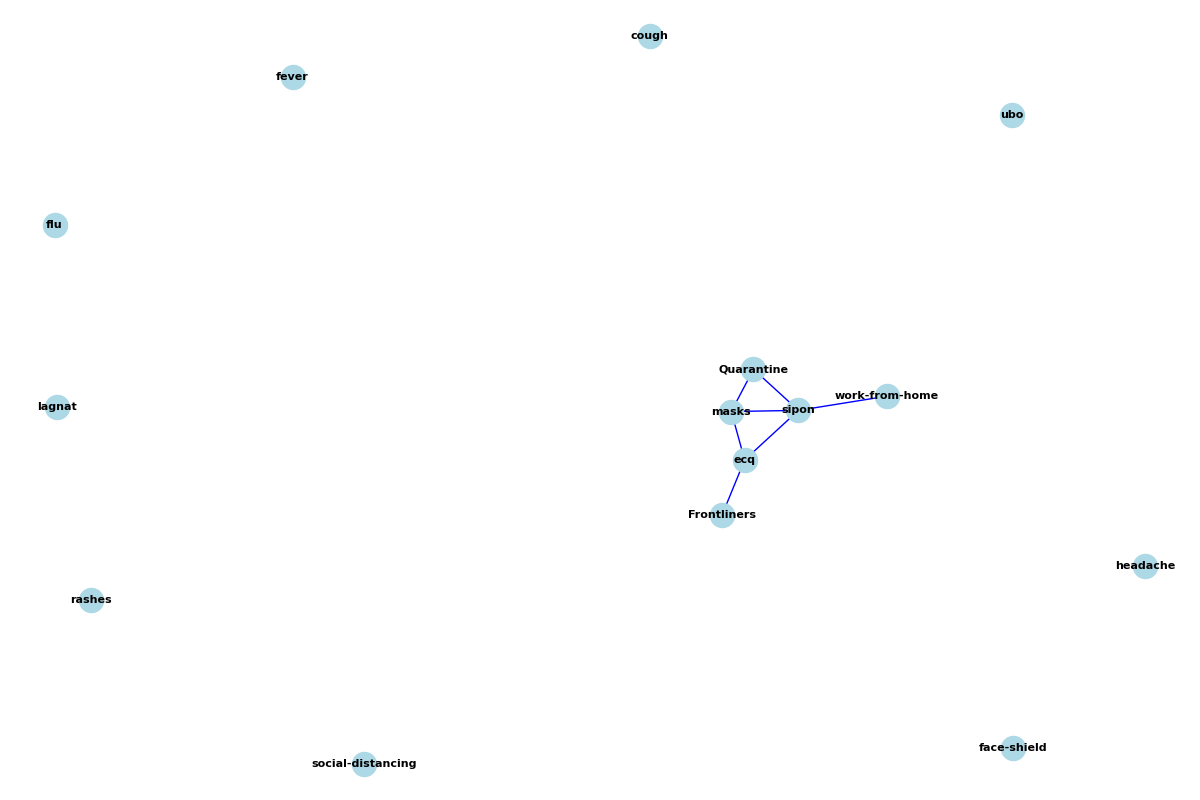 cough
fever
ubo
flu
Quarantine
work-from-home
lagnat
masks
sipon
ecq
Frontliners
headache
rashes
face-shield
social-distancing